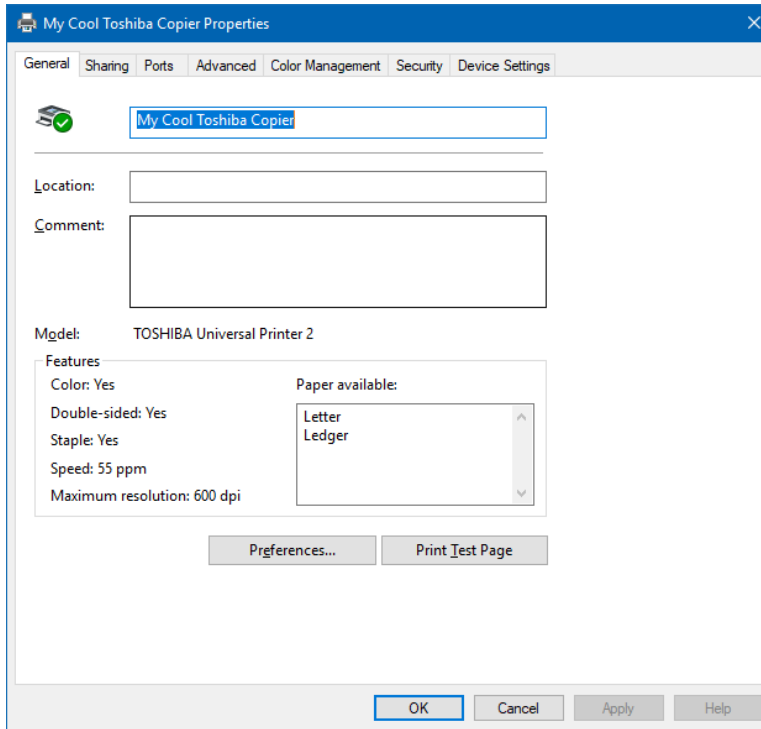 My Cool Toshiba Copier Properties
General Sharing Ports Advanced Color Management Security Device Settings
My Cool Toshiba Copier
Location:
Comment:
Model: TOSHIBA Universal Printer 2
Features
Color: Yes Paper available:
Double-sided: Yes Letter
Staple: Yes Ledger
Speed: 55 ppm
Maximum resolution: 600 dpi
Preferences... Print Test Page
OK Cancel Apply Help